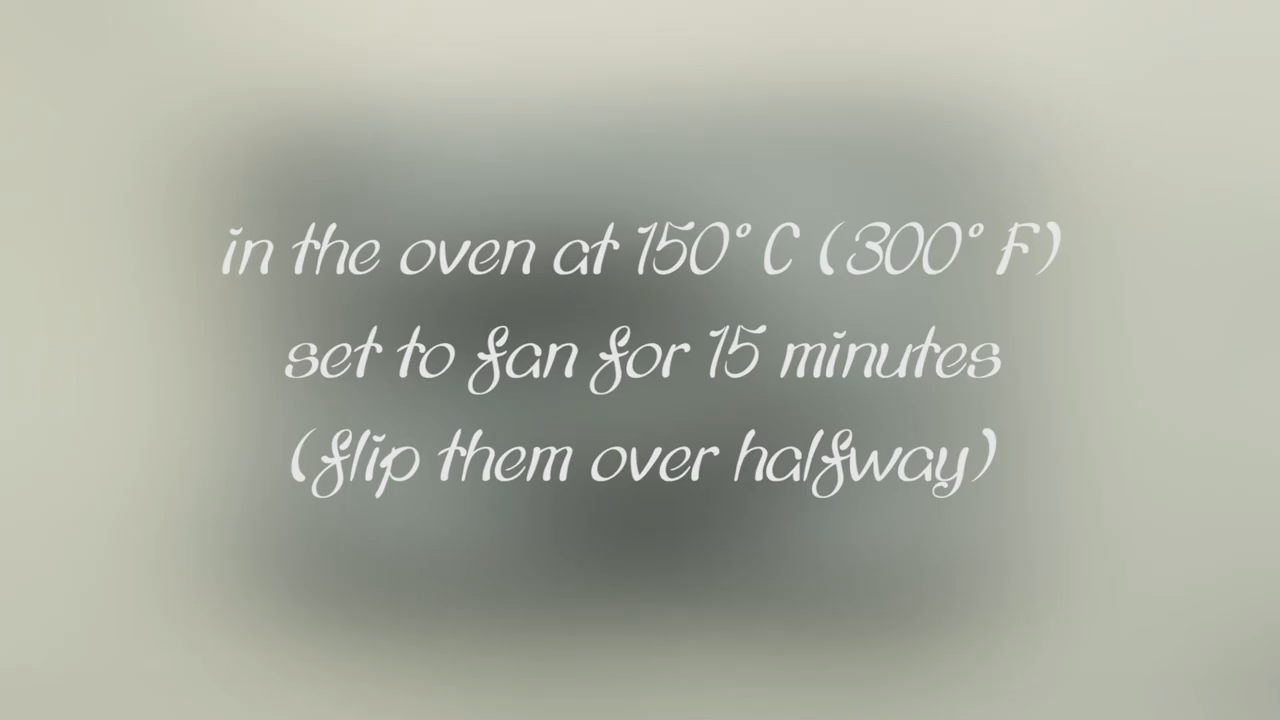 in the oven at 150° C (300° F)
set to fan for 15 minutes
(flip them over halfway)